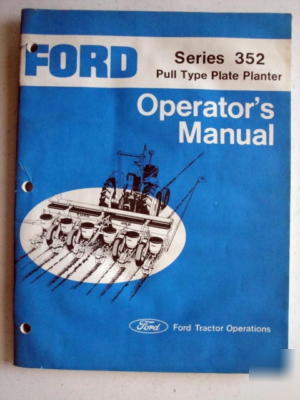 FORD
Series 352
Pull Type Plate Planter
Operator's
Manual
Ford
Ford Tractor Operations